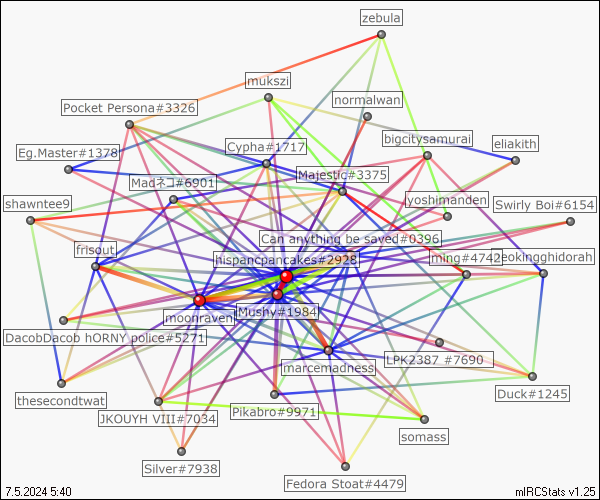 zebula
mukszi
normalwan
Pocket Persona#3326
bigcitysamurai
Cypha#1717
eliakith
Eg.Master#1378
Majestic#3375
Madネコ#6901
yoshimanden
shawntee9
Swirly Boi#6154
Can anything be saved#0396
frisout
hispancpancakes#2928
ming#4742
neokingghidorah
moonraven
Mushy#1984
DacobDacob hORNY police#5271
LPK2387_#7690
marcemadness
thesecondtwat
Duck#1245
JKOUYH VIII#7034
Pikabro#9971
somass
Silver#7938
Fedora Stoat#4479
7.5.2024 5:40
mIRCStats v1.25